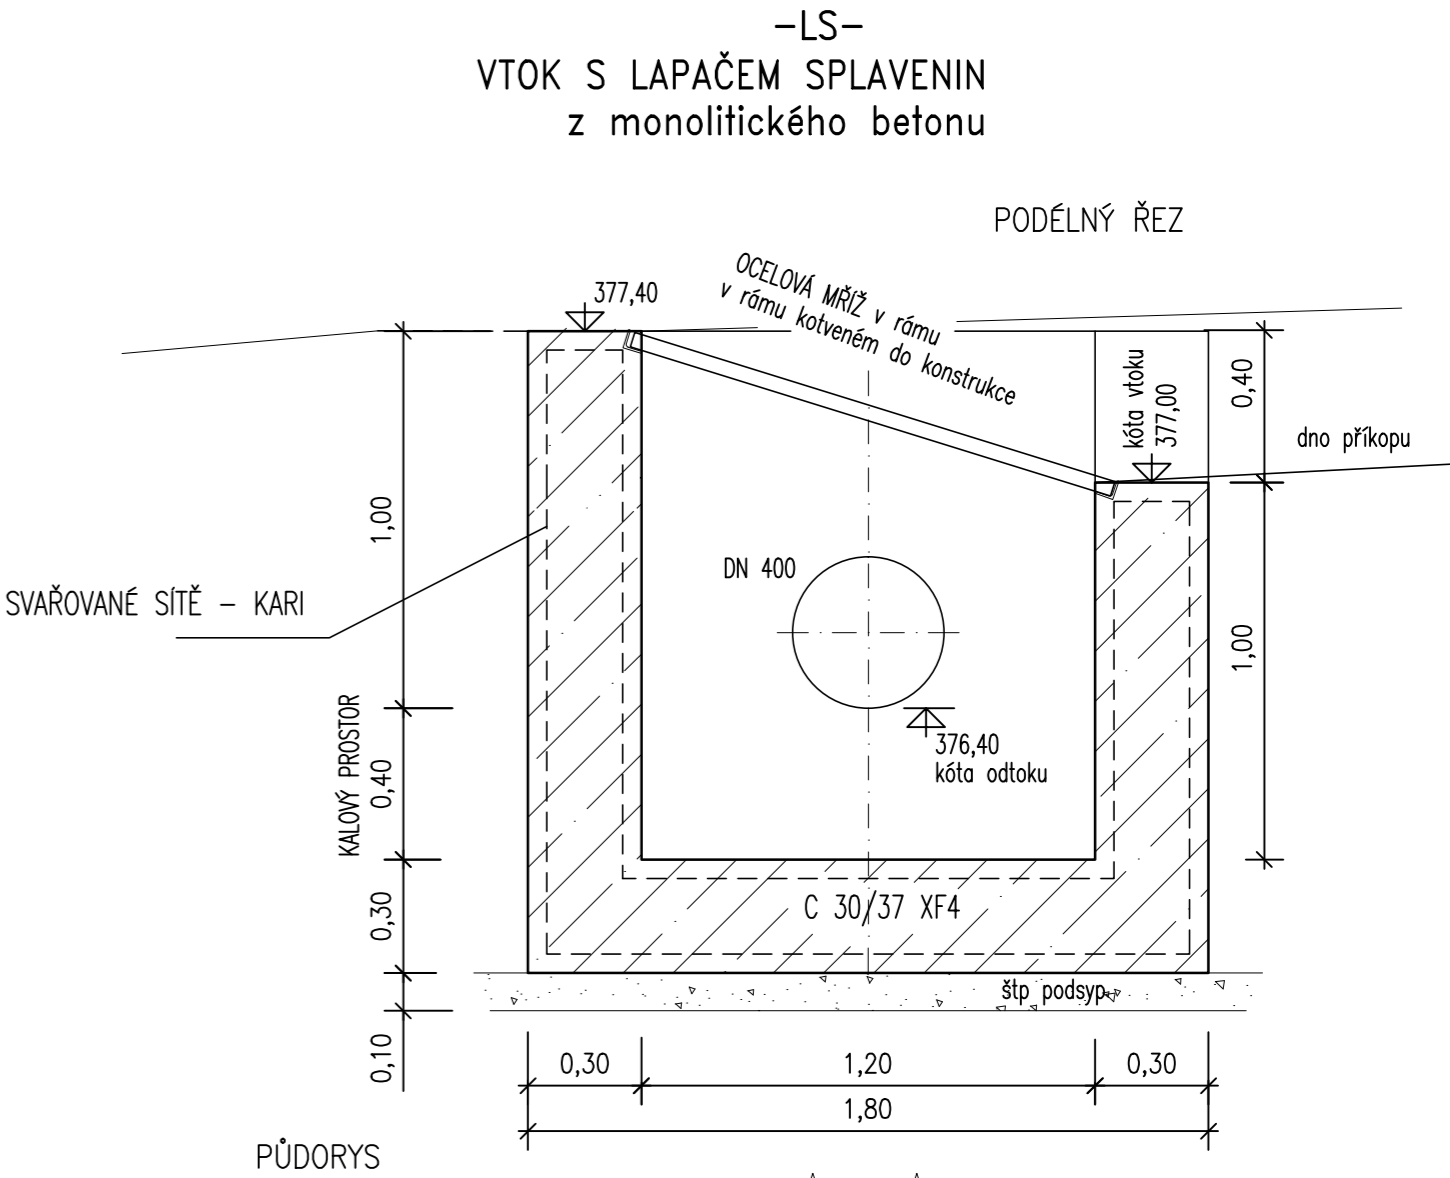 -LS-
VTOK S LAPAČEM SPLAVENIN
z monolitického betonu
PODÉLNÝ ŘEZ
OCELOVÁ MŘÍŽ v rámu
v rámu kotveném do konstrukce
377,40
kóta vtoku
377,00
0,40
dno příkopu
1,00
DN 400
SVAŘOVANÉ SÍTĚ - KARI
1,00
376,40
kóta odtoku
KALOVÝ PROSTOR
0,40
0,30
C 30/37 XF4
štp podsyp
0,10
0,30
1,20
0,30
1,80
PŮDORYS